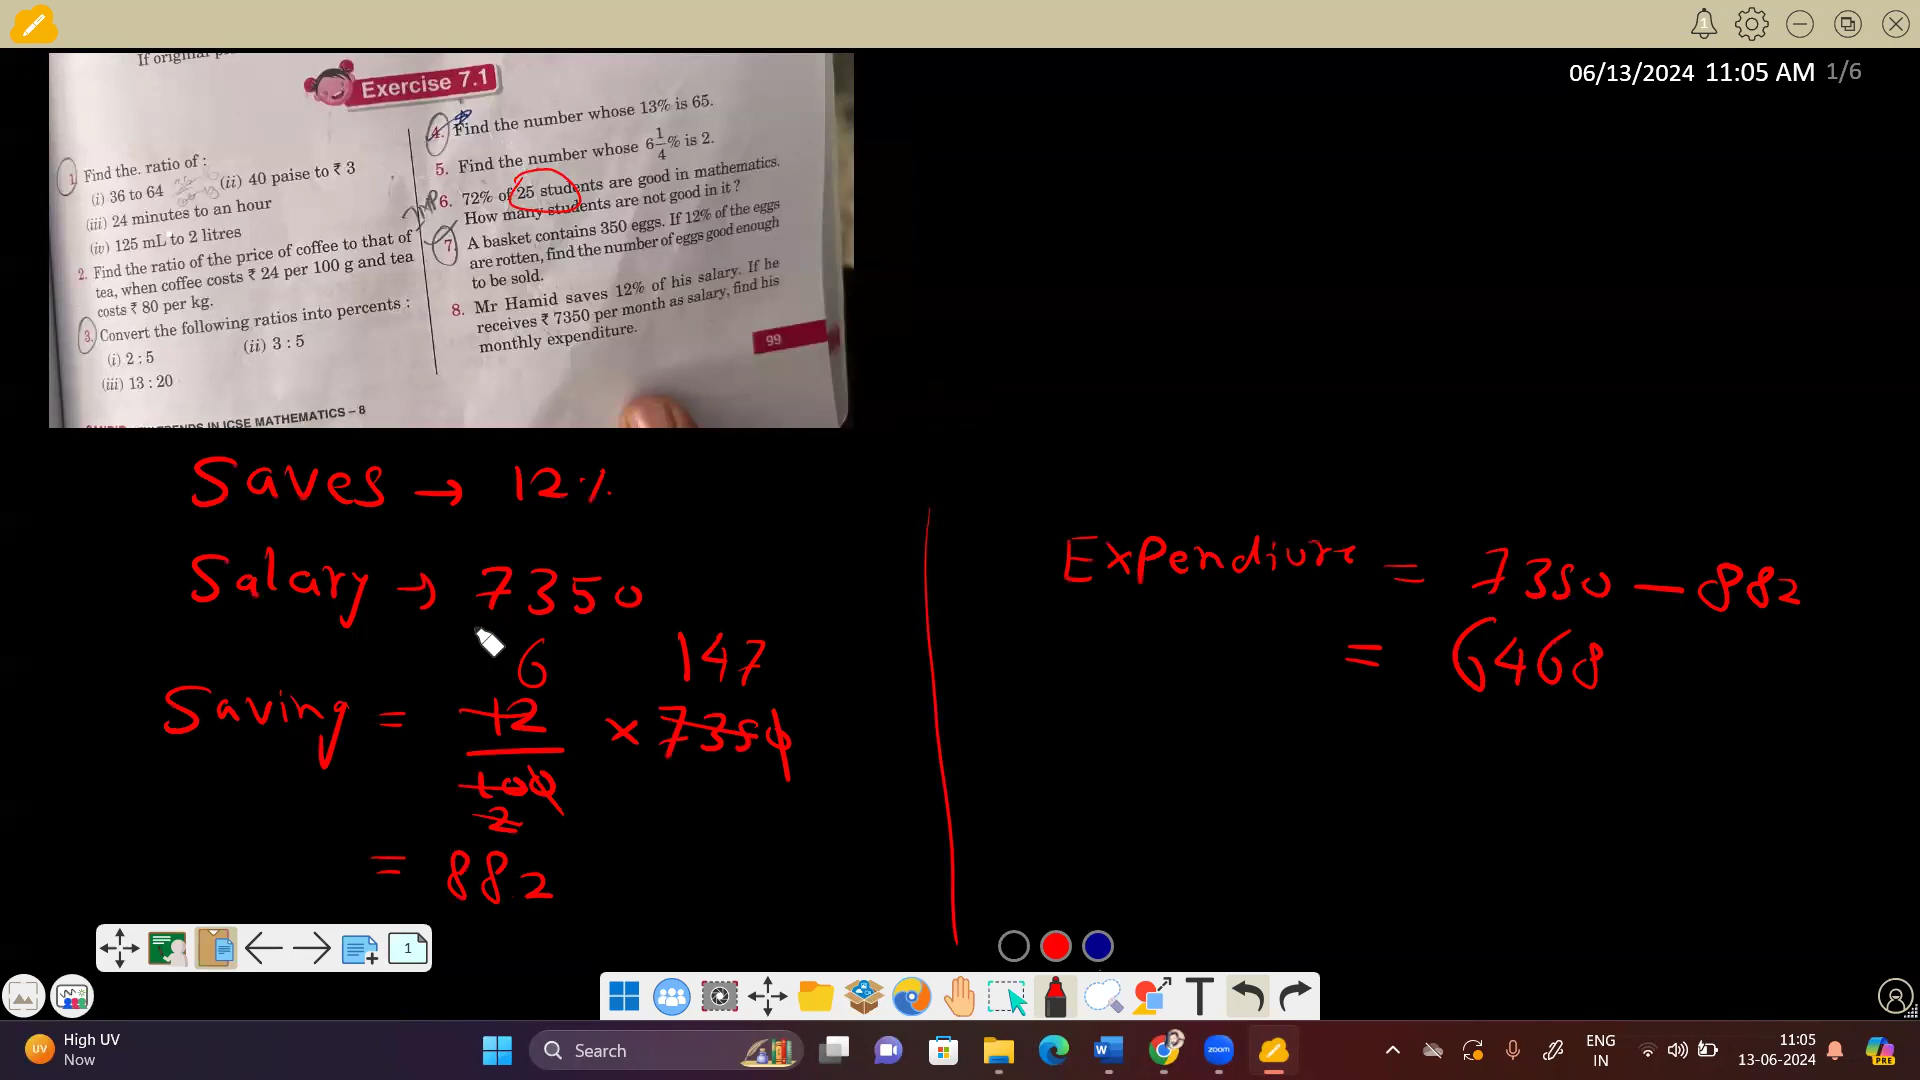 06/13/2024 11:05 AM 1/6
Exercise 7.1
1. Find the. ratio of :
(i) 36 to 64 (ii) 40 paise to ₹ 3
(iii) 24 minutes to an hour
(iv) 125 mL to 2 litres
2. Find the ratio of the price of coffee to that of
tea, when coffee costs ₹ 24 per 100 g and tea
costs ₹ 80 per kg.
3. Convert the following ratios into percents :
(i) 2 : 5 (ii) 3 : 5
(iii) 13 : 20
4. Find the number whose 13% is 65.
5. Find the number whose 6 1/4% is 2.
IMP 6. 72% of 25 students are good in mathematics.
How many students are not good in it ?
7. A basket contains 350 eggs. If 12% of the eggs
are rotten, find the number of eggs good enough
to be sold.
8. Mr Hamid saves 12% of his salary. If he
receives ₹ 7350 per month as salary, find his
monthly expenditure.
99
TRENDS IN ICSE MATHEMATICS – 8
Saves → 12%
Salary → 7350
6 147
Saving = 12 × 7350
100
2
= 882
Expendiure = 7350 – 882
= 6468
1
1
T
High UV
Now
Search
zoom
ENG
IN
11:05
13-06-2024
PRE